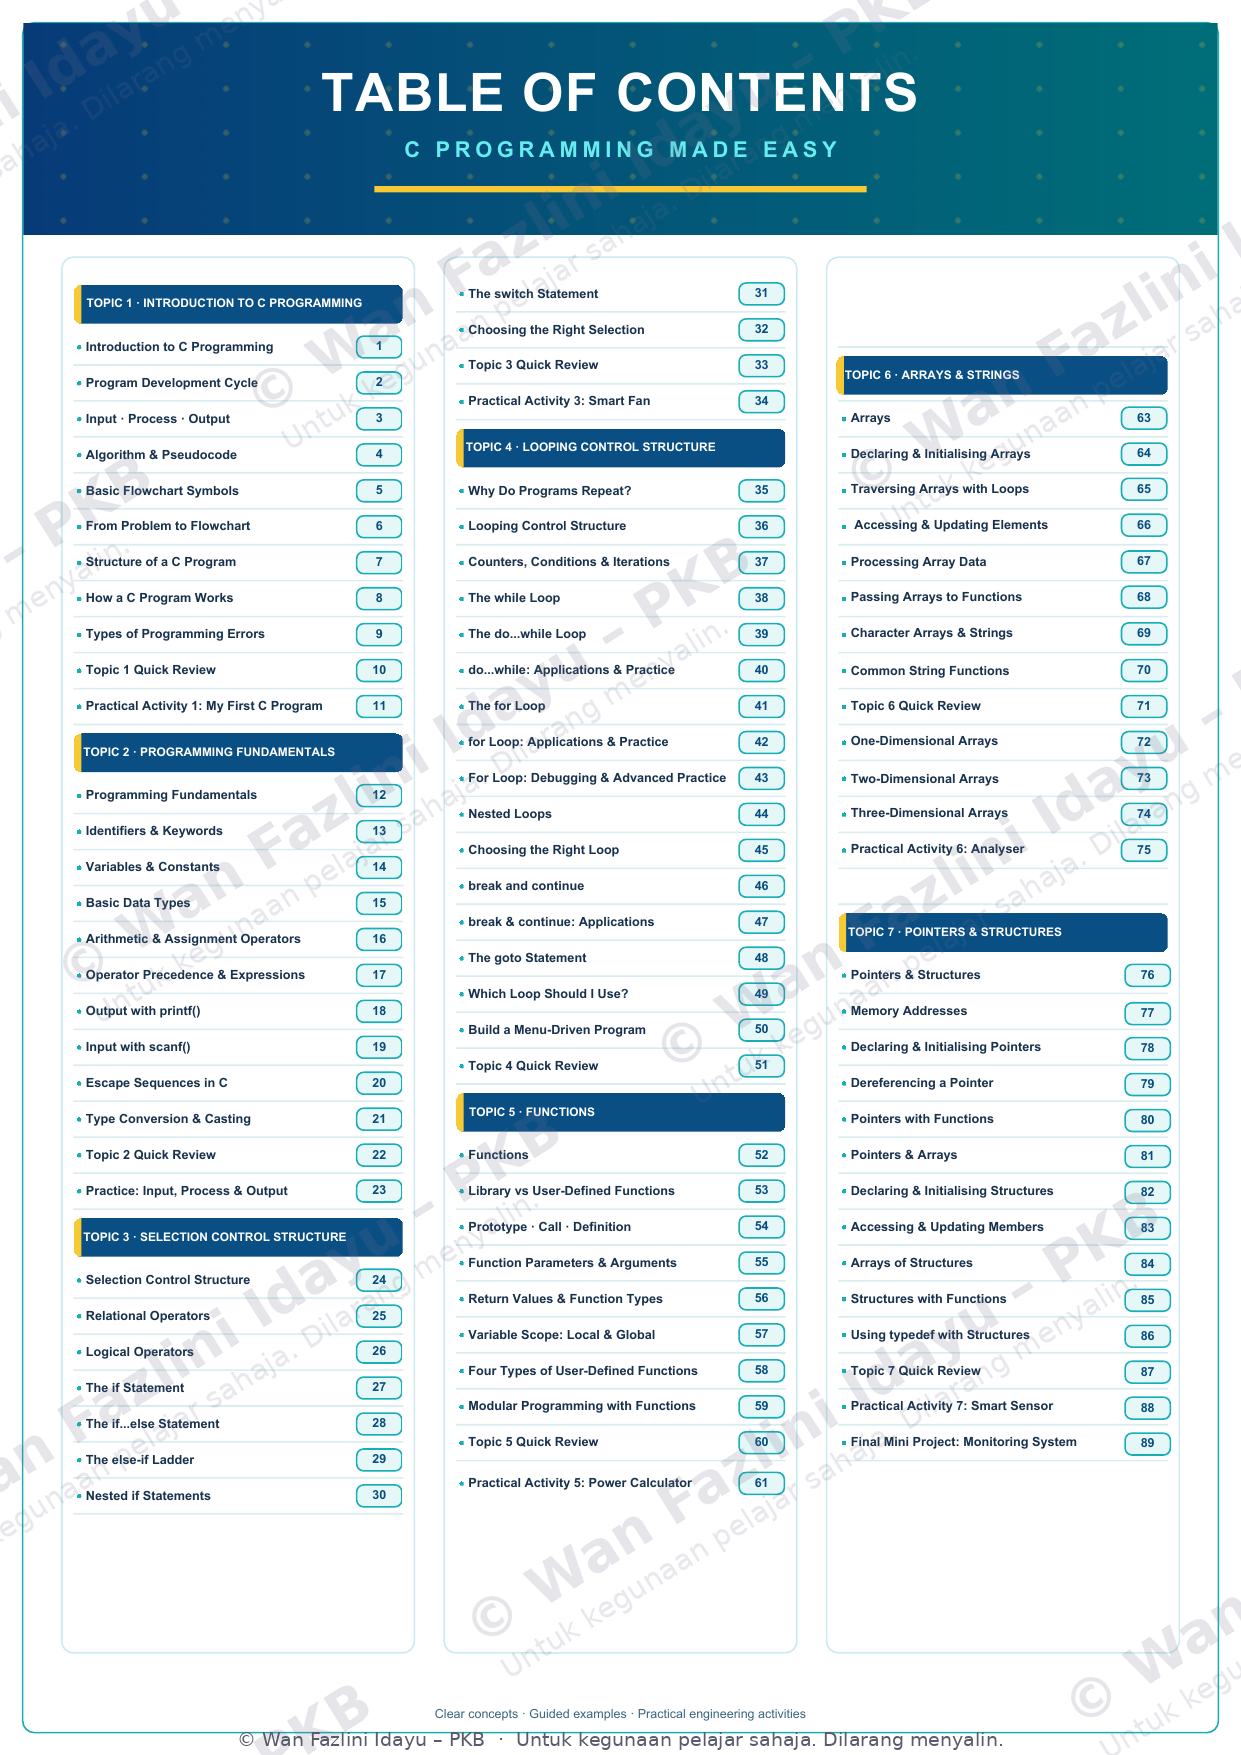 TABLE OF CONTENTS
C PROGRAMMING MADE EASY
TOPIC 1 · INTRODUCTION TO C PROGRAMMING
Introduction to C Programming 1
Program Development Cycle 2
Input · Process · Output 3
Algorithm & Pseudocode 4
Basic Flowchart Symbols 5
From Problem to Flowchart 6
Structure of a C Program 7
How a C Program Works 8
Types of Programming Errors 9
Topic 1 Quick Review 10
Practical Activity 1: My First C Program 11
TOPIC 2 · PROGRAMMING FUNDAMENTALS
Programming Fundamentals 12
Identifiers & Keywords 13
Variables & Constants 14
Basic Data Types 15
Arithmetic & Assignment Operators 16
Operator Precedence & Expressions 17
Output with printf() 18
Input with scanf() 19
Escape Sequences in C 20
Type Conversion & Casting 21
Topic 2 Quick Review 22
Practice: Input, Process & Output 23
TOPIC 3 · SELECTION CONTROL STRUCTURE
Selection Control Structure 24
Relational Operators 25
Logical Operators 26
The if Statement 27
The if...else Statement 28
The else-if Ladder 29
Nested if Statements 30
The switch Statement 31
Choosing the Right Selection 32
Topic 3 Quick Review 33
Practical Activity 3: Smart Fan 34
TOPIC 4 · LOOPING CONTROL STRUCTURE
Why Do Programs Repeat? 35
Looping Control Structure 36
Counters, Conditions & Iterations 37
The while Loop 38
The do...while Loop 39
do...while: Applications & Practice 40
The for Loop 41
for Loop: Applications & Practice 42
For Loop: Debugging & Advanced Practice 43
Nested Loops 44
Choosing the Right Loop 45
break and continue 46
break & continue: Applications 47
The goto Statement 48
Which Loop Should I Use? 49
Build a Menu-Driven Program 50
Topic 4 Quick Review 51
TOPIC 5 · FUNCTIONS
Functions 52
Library vs User-Defined Functions 53
Prototype · Call · Definition 54
Function Parameters & Arguments 55
Return Values & Function Types 56
Variable Scope: Local & Global 57
Four Types of User-Defined Functions 58
Modular Programming with Functions 59
Topic 5 Quick Review 60
Practical Activity 5: Power Calculator 61
TOPIC 6 · ARRAYS & STRINGS
Arrays 63
Declaring & Initialising Arrays 64
Traversing Arrays with Loops 65
Accessing & Updating Elements 66
Processing Array Data 67
Passing Arrays to Functions 68
Character Arrays & Strings 69
Common String Functions 70
Topic 6 Quick Review 71
One-Dimensional Arrays 72
Two-Dimensional Arrays 73
Three-Dimensional Arrays 74
Practical Activity 6: Analyser 75
TOPIC 7 · POINTERS & STRUCTURES
Pointers & Structures 76
Memory Addresses 77
Declaring & Initialising Pointers 78
Dereferencing a Pointer 79
Pointers with Functions 80
Pointers & Arrays 81
Declaring & Initialising Structures 82
Accessing & Updating Members 83
Arrays of Structures 84
Structures with Functions 85
Using typedef with Structures 86
Topic 7 Quick Review 87
Practical Activity 7: Smart Sensor 88
Final Mini Project: Monitoring System 89
Clear concepts · Guided examples · Practical engineering activities
© Wan Fazlini Idayu – PKB · Untuk kegunaan pelajar sahaja. Dilarang menyalin.
© Wan Fazlini Idayu – PKB
Untuk kegunaan pelajar sahaja. Dilarang menyalin.